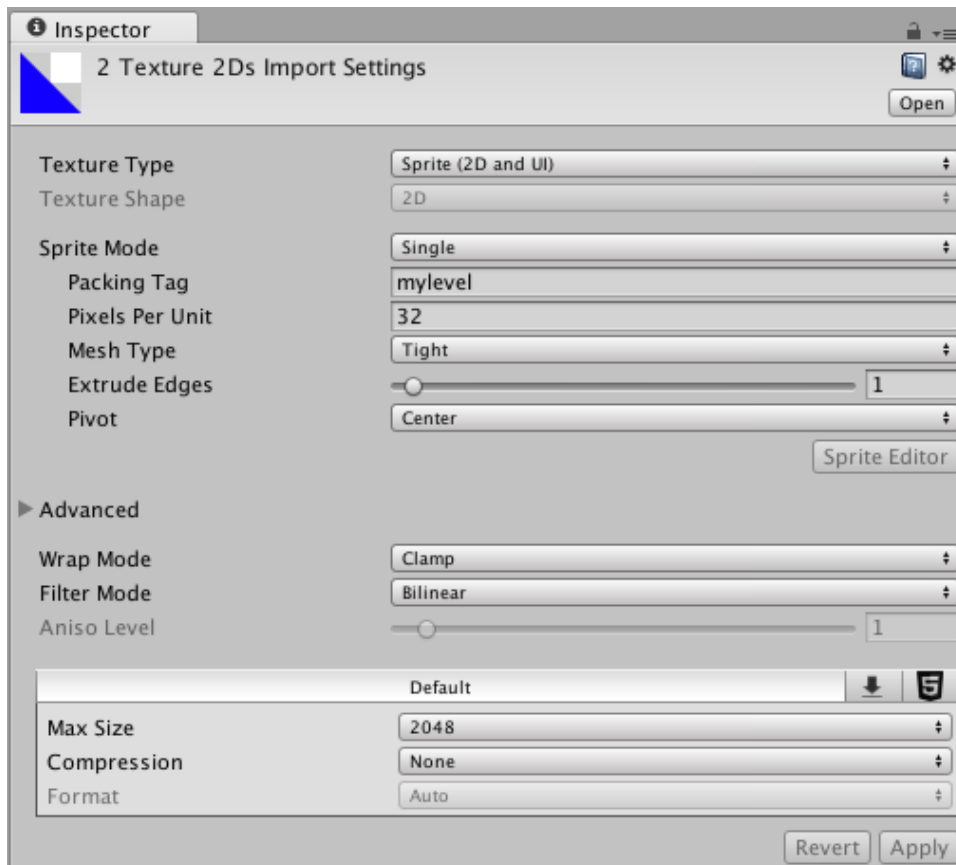 Inspector
2 Texture 2Ds Import Settings
Open
Texture Type Sprite (2D and UI)
Texture Shape 2D
Sprite Mode Single
Packing Tag mylevel
Pixels Per Unit 32
Mesh Type Tight
Extrude Edges 1
Pivot Center
Sprite Editor
Advanced
Wrap Mode Clamp
Filter Mode Bilinear
Aniso Level 1
Default 5
Max Size 2048
Compression None
Format Auto
Revert Apply